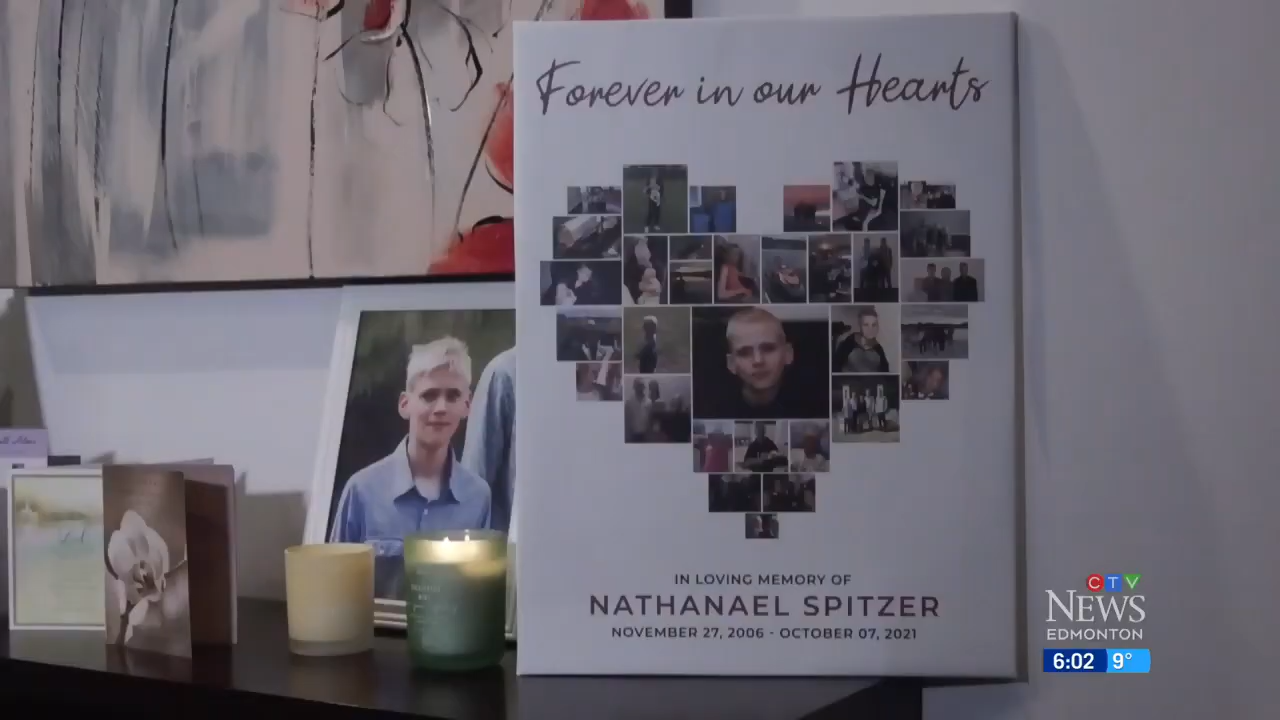 Forever in our Hearts
IN LOVING MEMORY OF
NATHANAEL SPITZER
NOVEMBER 27, 2006 - OCTOBER 07, 2021
CTV
NEWS
EDMONTON
6:02 9°